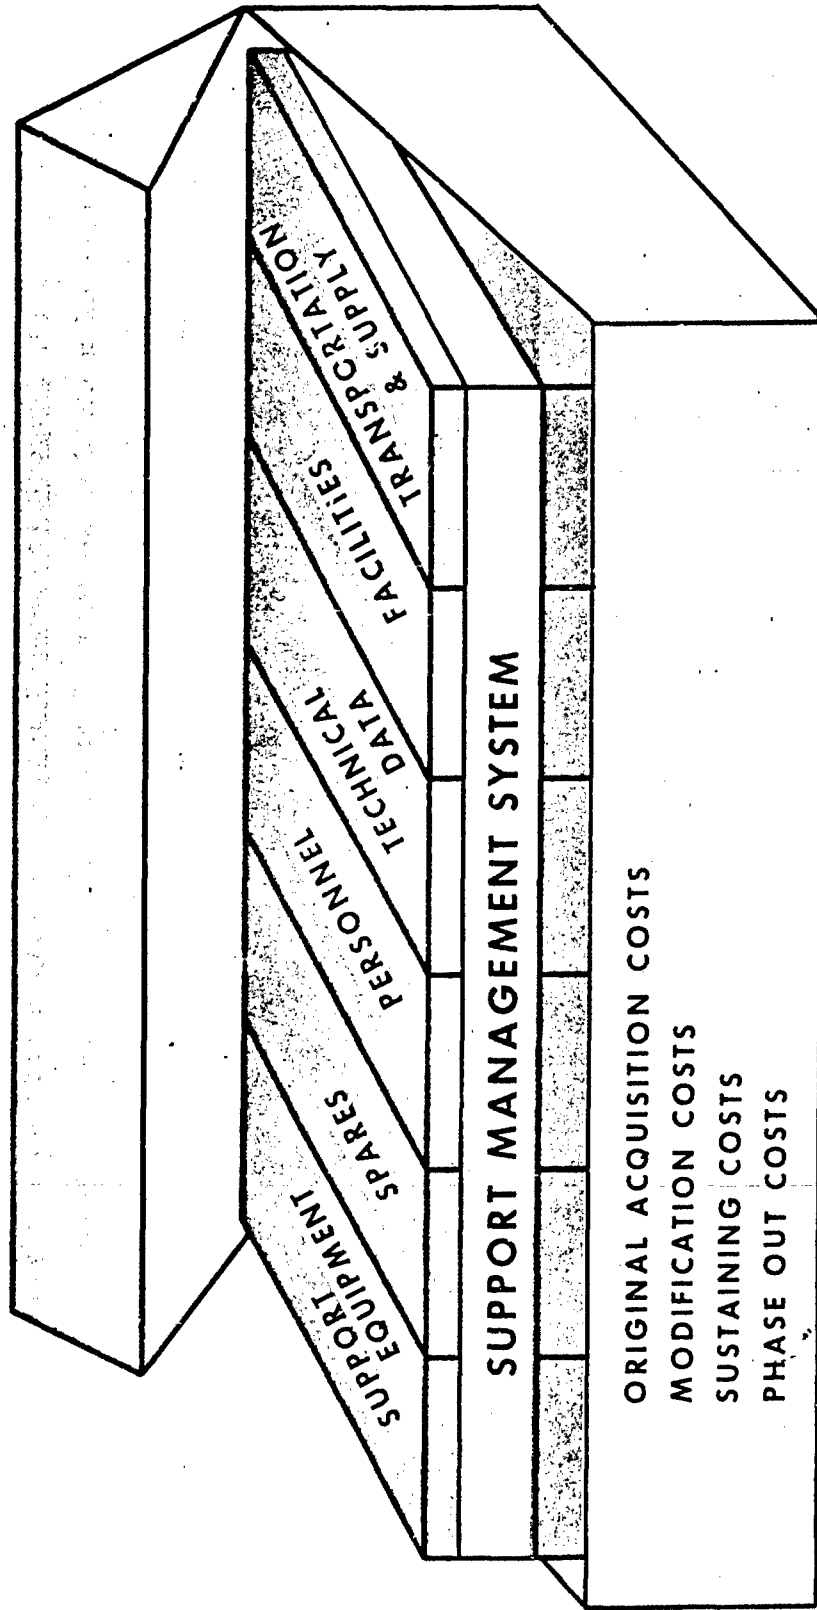 SUPPORT
EQUIPMENT
SPARES
PERSONNEL
TECHNICAL
DATA
FACILITIES
TRANSPORTATION
& SUPPLY
SUPPORT MANAGEMENT SYSTEM
ORIGINAL ACQUISITION COSTS
MODIFICATION COSTS
SUSTAINING COSTS
PHASE OUT COSTS